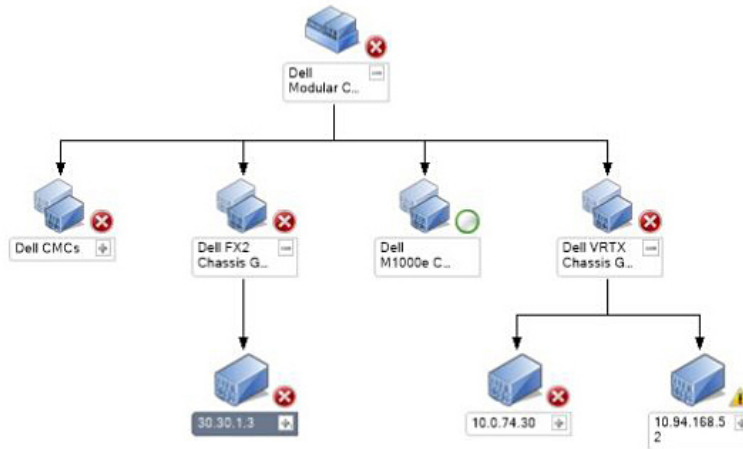 Dell
Modular C...
Dell CMCs
Dell FX2
Chassis G...
Dell
M1000e C...
Dell VRTX
Chassis G...
30.30.1.3
10.0.74.30
10.94.168.5
2